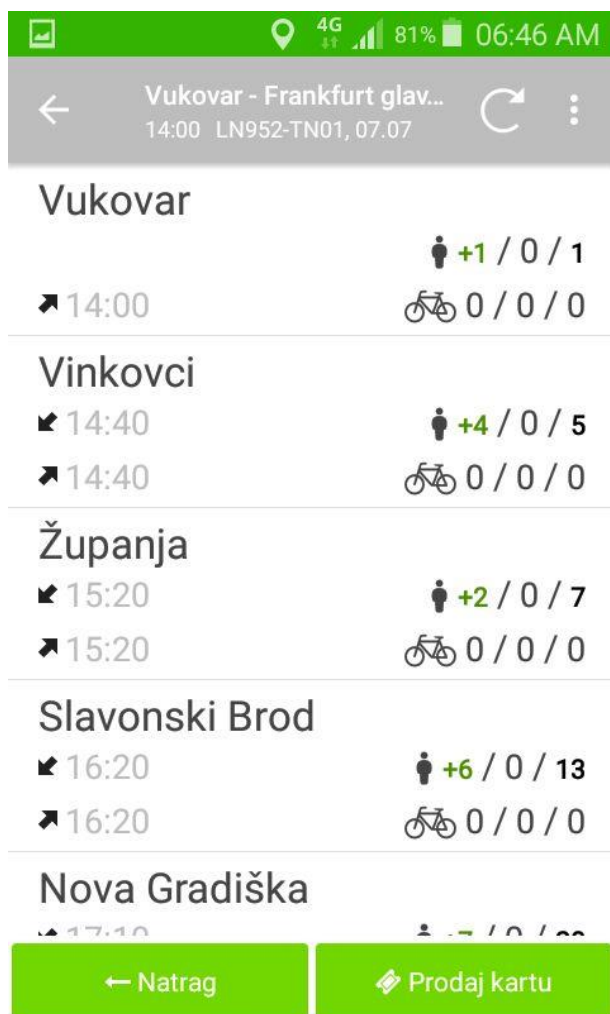 4G 81% 06:46 AM
Vukovar - Frankfurt glav...
14:00 LN952-TN01, 07.07
Vukovar
+1 / 0 / 1
14:00 0 / 0 / 0
Vinkovci
14:40 +4 / 0 / 5
14:40 0 / 0 / 0
Županja
15:20 +2 / 0 / 7
15:20 0 / 0 / 0
Slavonski Brod
16:20 +6 / 0 / 13
16:20 0 / 0 / 0
Nova Gradiška
Natrag Prodaj kartu